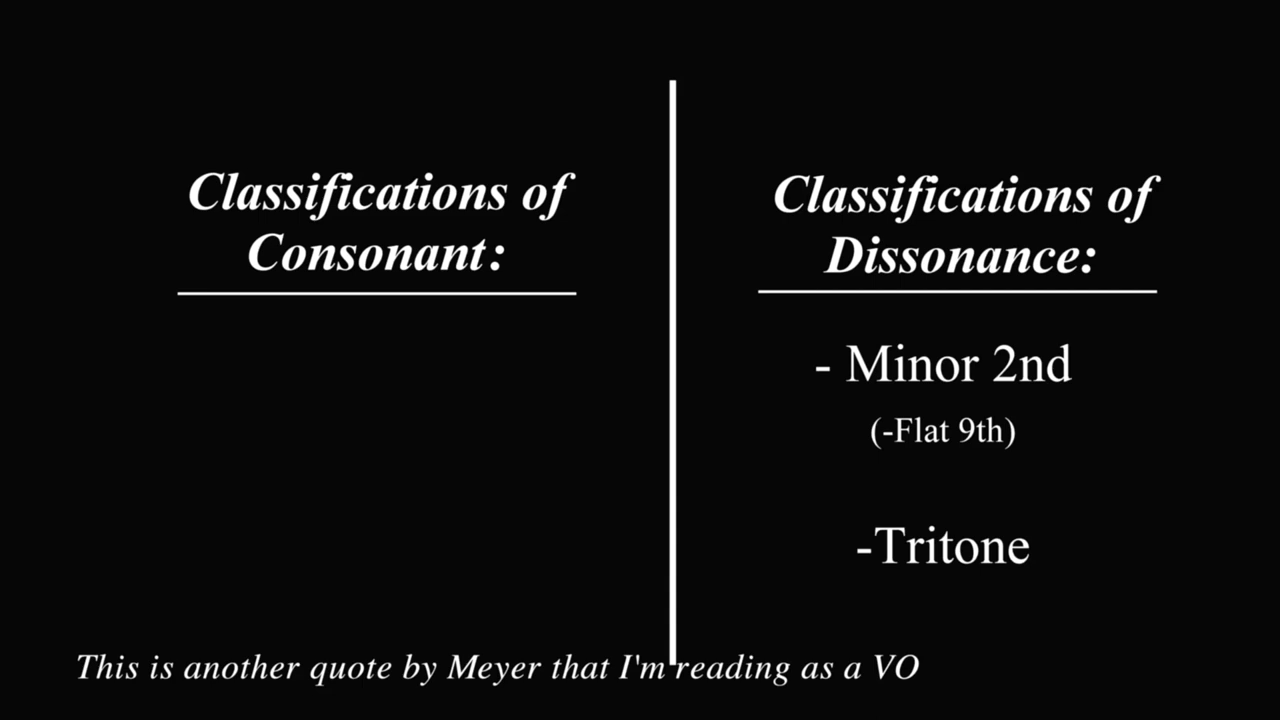 Classifications of
Consonant:
Classifications of
Dissonance:
- Minor 2nd
(-Flat 9th)
-Tritone
This is another quote by Meyer that I'm reading as a VO